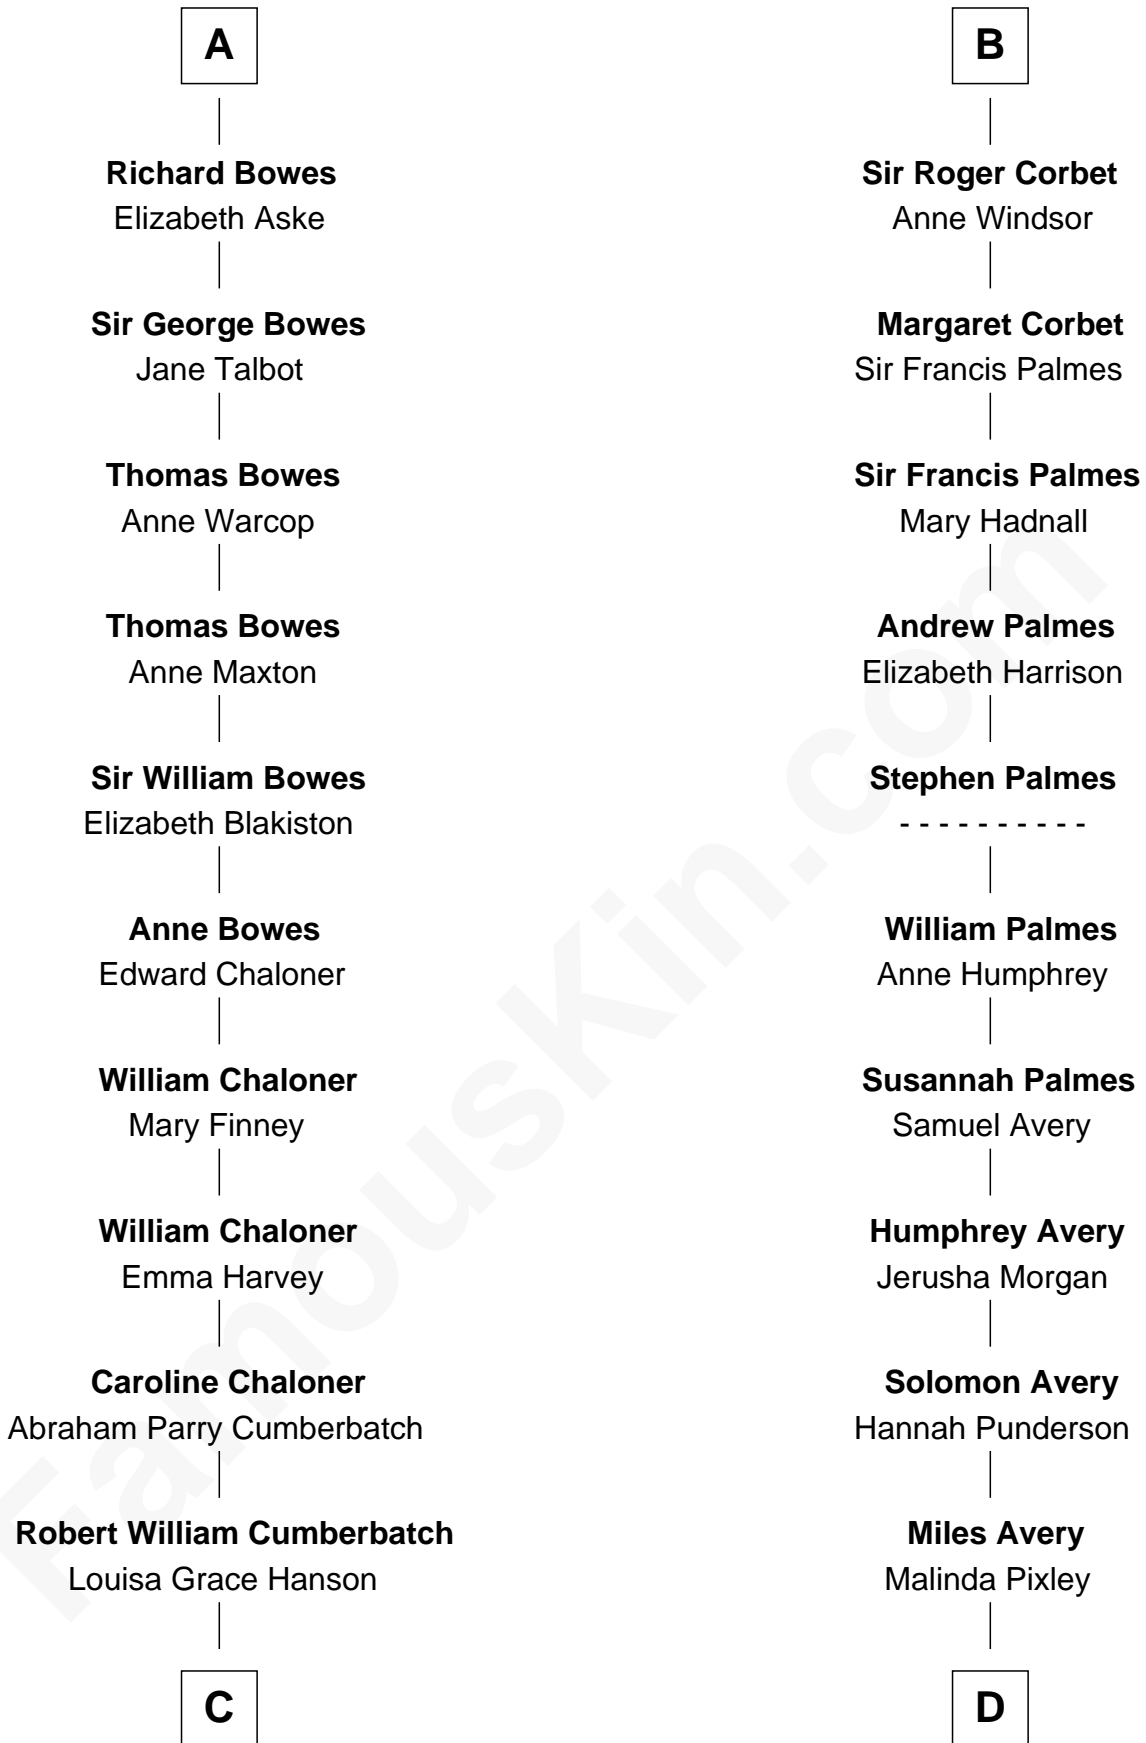 A
Richard Bowes
Elizabeth Aske
Sir George Bowes
Jane Talbot
Thomas Bowes
Anne Warcop
Thomas Bowes
Anne Maxton
Sir William Bowes
Elizabeth Blakiston
Anne Bowes
Edward Chaloner
William Chaloner
Mary Finney
William Chaloner
Emma Harvey
Caroline Chaloner
Abraham Parry Cumberbatch
Robert William Cumberbatch
Louisa Grace Hanson
C
B
Sir Roger Corbet
Anne Windsor
Margaret Corbet
Sir Francis Palmes
Sir Francis Palmes
Mary Hadnall
Andrew Palmes
Elizabeth Harrison
Stephen Palmes
- - - - - - - - - -
William Palmes
Anne Humphrey
Susannah Palmes
Samuel Avery
Humphrey Avery
Jerusha Morgan
Solomon Avery
Hannah Punderson
Miles Avery
Malinda Pixley
D
FamousKin.com